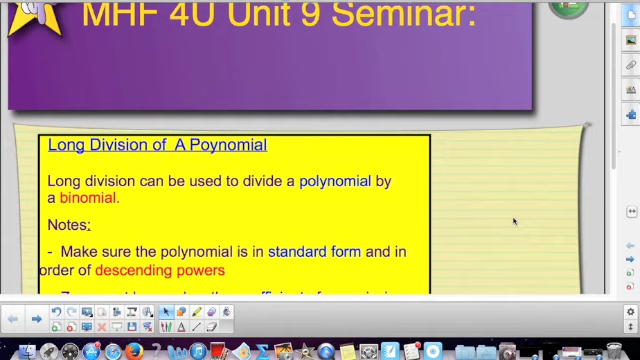 MHF 4U Unit 9 Seminar:
Long Division of A Poynomial
Long division can be used to divide a polynomial by
a binomial.
Notes:
- Make sure the polynomial is in standard form and in
order of descending powers